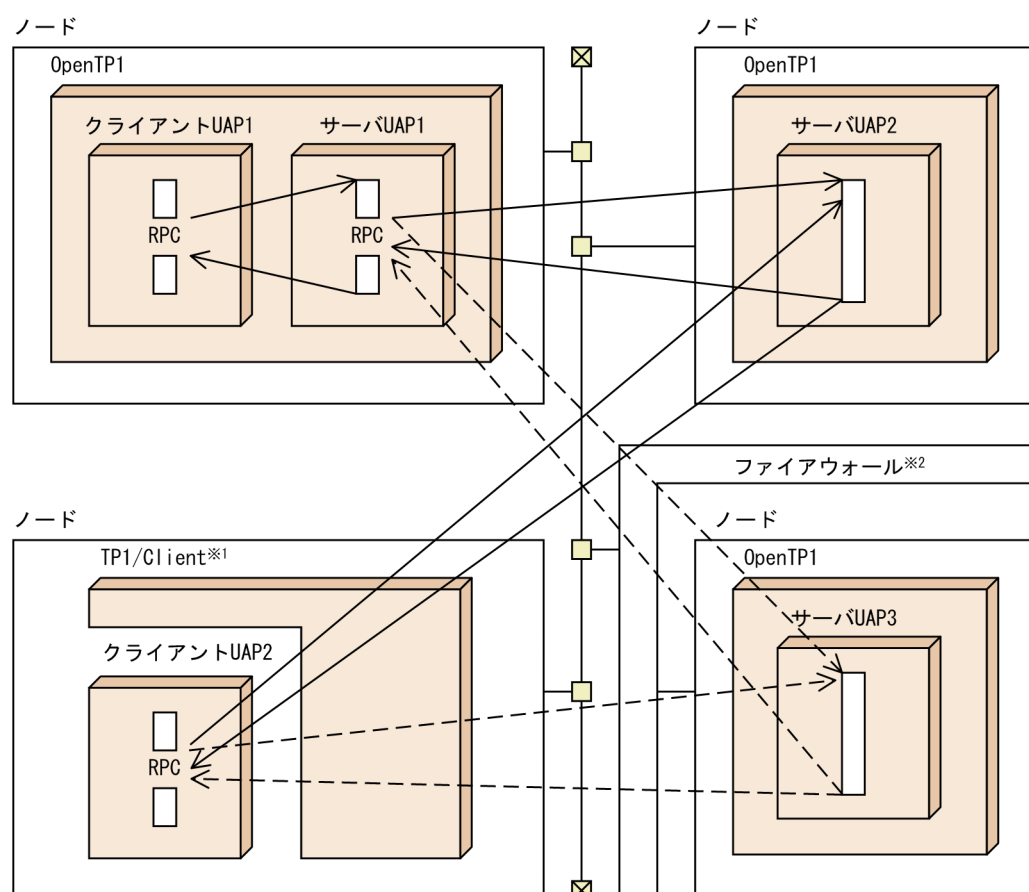 ノード
ノード
OpenTP1
OpenTP1
クライアントUAP1
サーバUAP1
サーバUAP2
RPC
RPC
ファイアウォール※2
ノード
ノード
TP1/Client※1
OpenTP1
サーバUAP3
クライアントUAP2
RPC